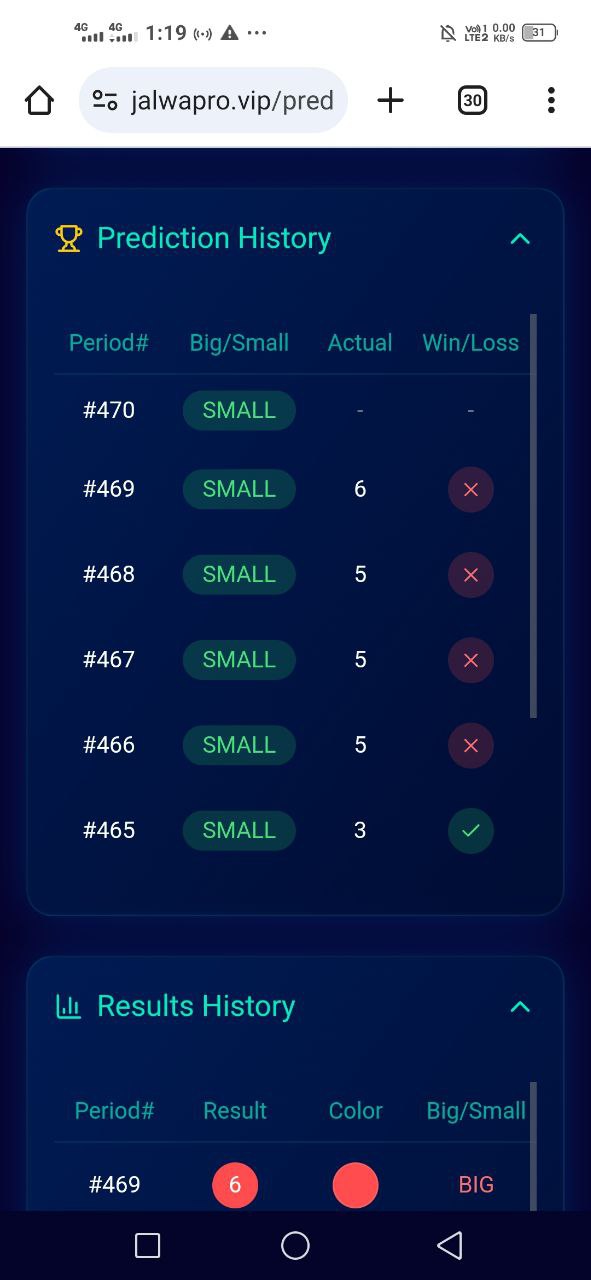 4G 4G 1:19 Vo) 1 LTE2 0.00 KB/s 31
jalwapro.vip/pred 30
Prediction History
Period# Big/Small Actual Win/Loss
#470 SMALL - -
#469 SMALL 6
#468 SMALL 5
#467 SMALL 5
#466 SMALL 5
#465 SMALL 3
Results History
Period# Result Color Big/Small
#469 6 BIG